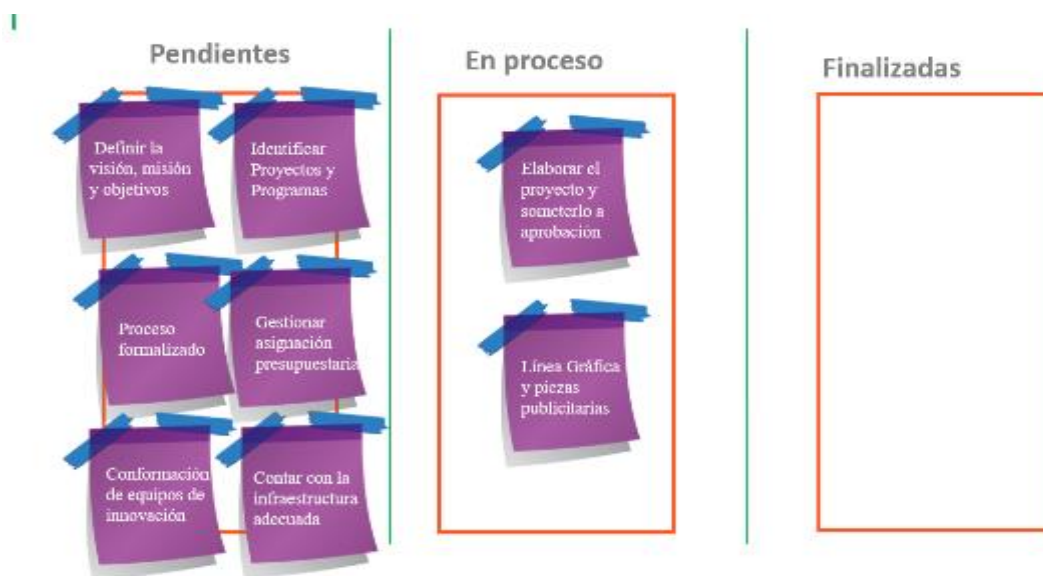 Pendientes
Definir la
visión, misión
y objetivos
Identificar
Proyectos y
Programas
Proceso
formalizado
Gestionar
asignación
presupuestaria
Conformación
de equipos de
innovación
Contar con la
infraestructura
adecuada
En proceso
Elaborar el
proyecto y
someterlo a
aprobación
Línea Gráfica
y piezas
publicitarias
Finalizadas